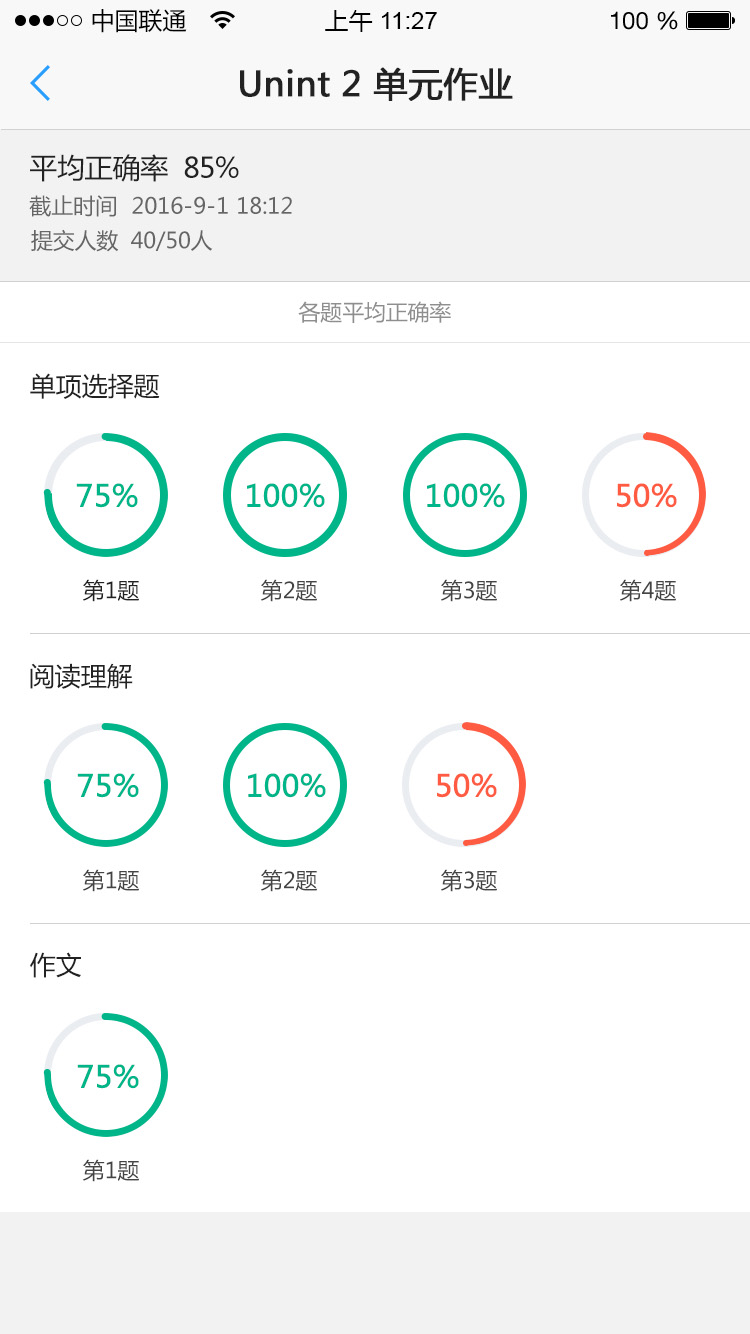 中国联通 上午 11:27 100 %
Unint 2 单元作业
平均正确率 85%
截止时间 2016-9-1 18:12
提交人数 40/50人
各题平均正确率
单项选择题
75% 100% 100% 50%
第1题 第2题 第3题 第4题
阅读理解
75% 100% 50%
第1题 第2题 第3题
作文
75%
第1题